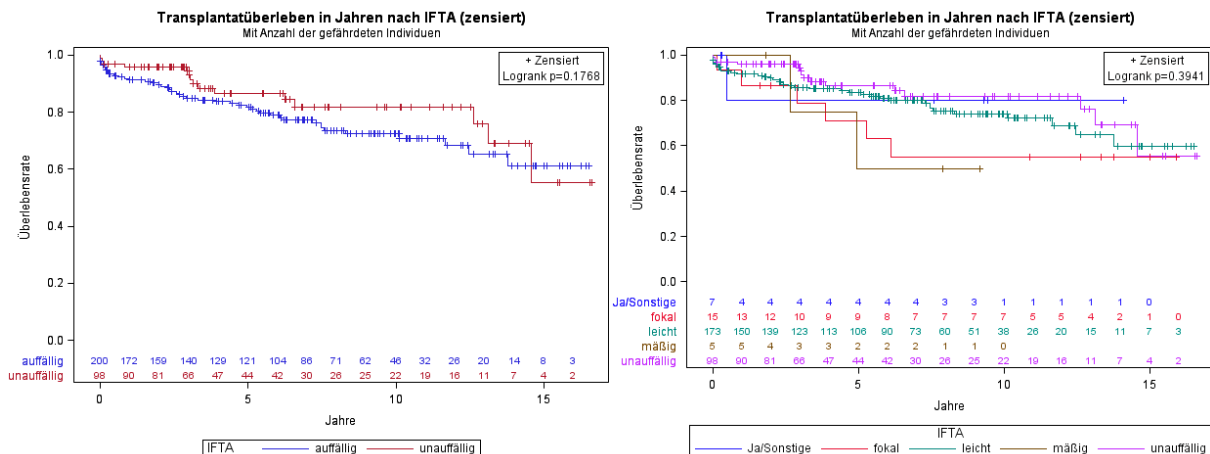 Transplantatüberleben in Jahren nach IFTA (zensiert)
Mit Anzahl der gefährdeten Individuen
+ Zensiert
Logrank p=0.1768
1.0
0.8
0.6
0.4
0.2
0.0
Überlebensrate
auffällig 200 172 159 140 129 121 104 86 71 62 46 32 26 20 14 8 3
unauffällig 98 90 81 66 47 44 42 30 26 25 22 19 16 11 7 4 2
0 5 10 15
Jahre
IFTA auffällig unauffällig
Transplantatüberleben in Jahren nach IFTA (zensiert)
Mit Anzahl der gefährdeten Individuen
+ Zensiert
Logrank p=0.3941
1.0
0.8
0.6
0.4
0.2
0.0
Überlebensrate
Ja/Sonstige 7 4 4 4 4 4 4 4 3 3 1 1 1 1 1 0
fokal 15 13 12 10 9 9 8 7 7 7 7 5 5 4 2 1 0
leicht 173 150 139 123 113 106 90 73 60 51 38 26 20 15 11 7 3
mäßig 5 5 4 3 3 2 2 2 1 1 0
unauffällig 98 90 81 66 47 44 42 30 26 25 22 19 16 11 7 4 2
0 5 10 15
Jahre
IFTA
Ja/Sonstige fokal leicht mäßig unauffällig